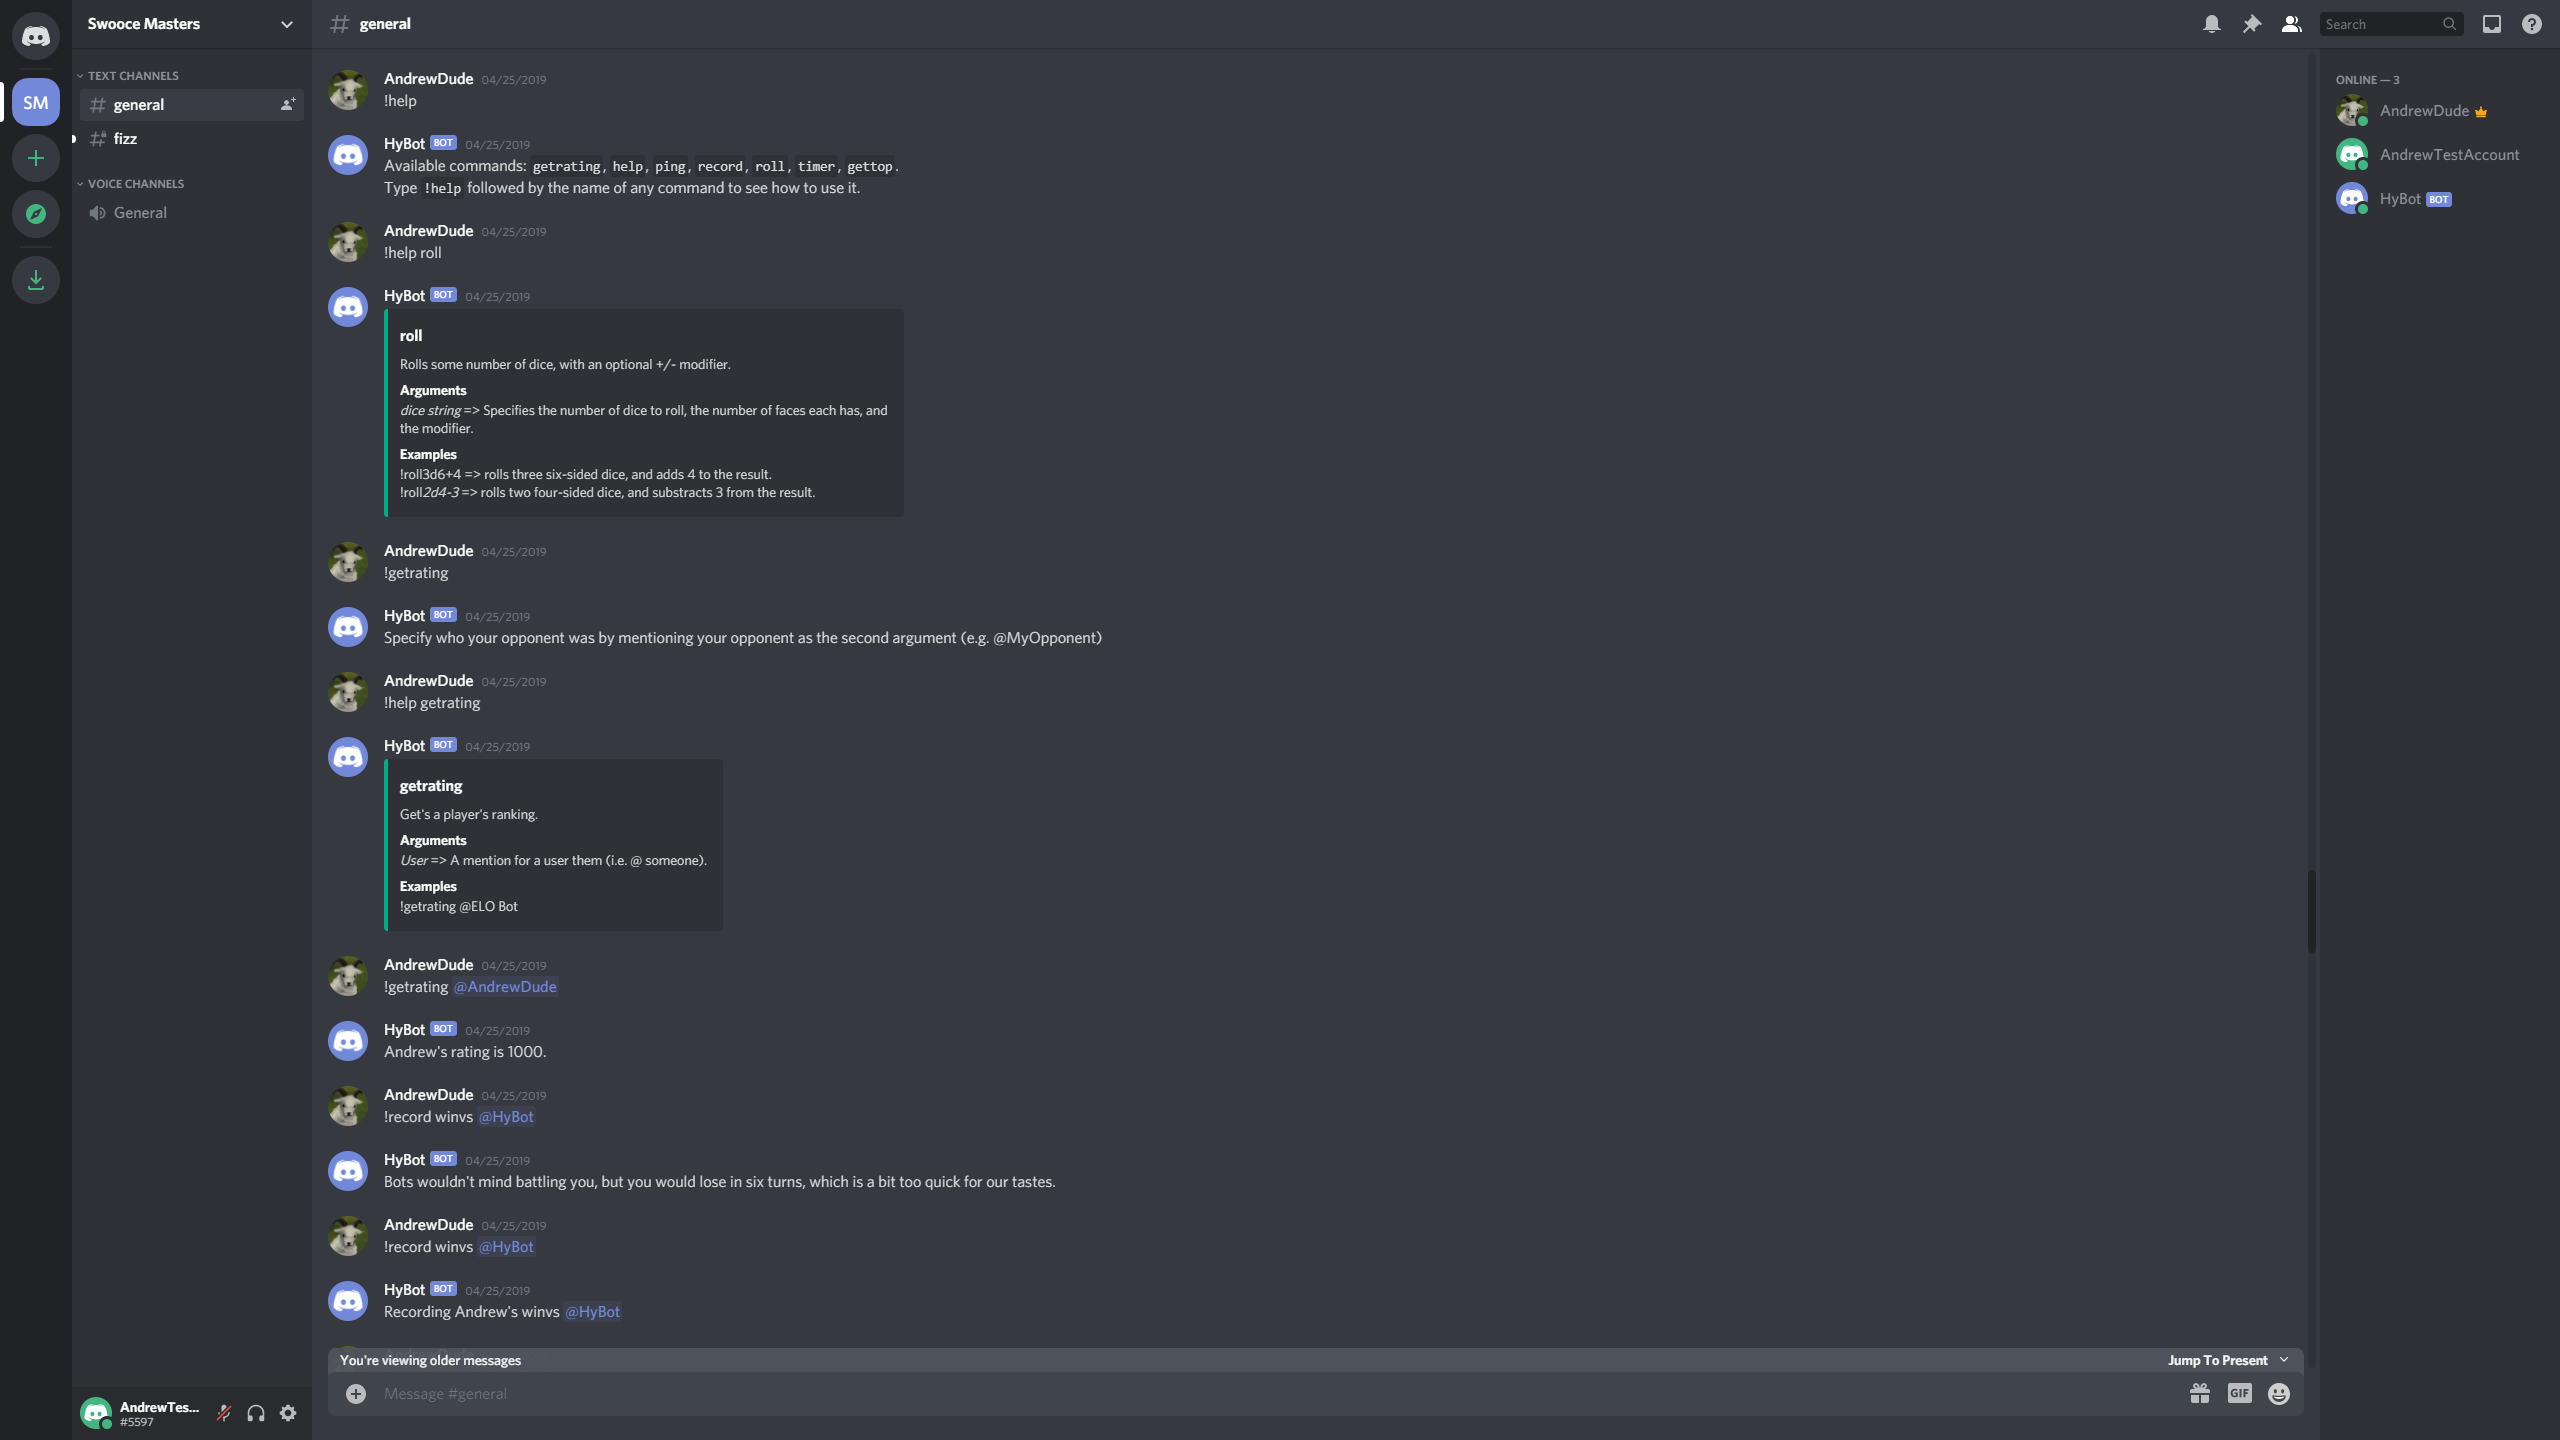 Swooce Masters
SM
TEXT CHANNELS
general
fizz
VOICE CHANNELS
General
AndrewTes...
#5597
general
Search
AndrewDude 04/25/2019
!help
HyBot BOT 04/25/2019
Available commands: getrating, help, ping, record, roll, timer, gettop.
Type !help followed by the name of any command to see how to use it.
AndrewDude 04/25/2019
!help roll
HyBot BOT 04/25/2019
roll
Rolls some number of dice, with an optional +/- modifier.
Arguments
dice string => Specifies the number of dice to roll, the number of faces each has, and
the modifier.
Examples
!roll3d6+4 => rolls three six-sided dice, and adds 4 to the result.
!roll2d4-3 => rolls two four-sided dice, and substracts 3 from the result.
AndrewDude 04/25/2019
!getrating
HyBot BOT 04/25/2019
Specify who your opponent was by mentioning your opponent as the second argument (e.g. @MyOpponent)
AndrewDude 04/25/2019
!help getrating
HyBot BOT 04/25/2019
getrating
Get's a player's ranking.
Arguments
User => A mention for a user them (i.e. @ someone).
Examples
!getrating @ELO Bot
AndrewDude 04/25/2019
!getrating @AndrewDude
HyBot BOT 04/25/2019
Andrew's rating is 1000.
AndrewDude 04/25/2019
!record winvs @HyBot
HyBot BOT 04/25/2019
Bots wouldn't mind battling you, but you would lose in six turns, which is a bit too quick for our tastes.
AndrewDude 04/25/2019
!record winvs @HyBot
HyBot BOT 04/25/2019
Recording Andrew's winvs @HyBot
You're viewing older messages
Jump To Present
Message #general
GIF
ONLINE — 3
AndrewDude
AndrewTestAccount
HyBot BOT